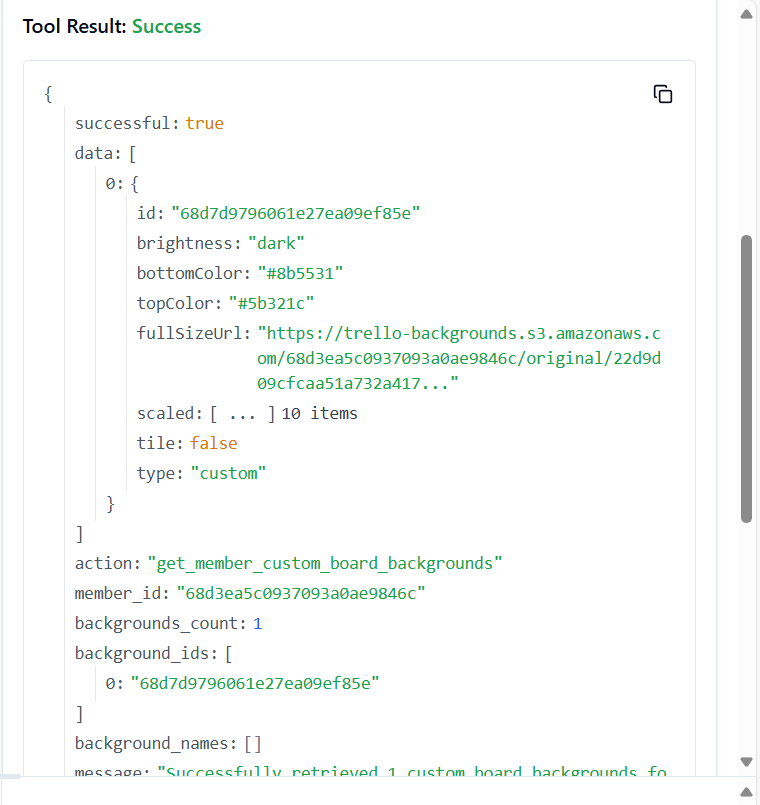 Tool Result: Success
{
successful: true
data: [
0: {
id: "68d7d9796061e27ea09ef85e"
brightness: "dark"
bottomColor: "#8b5531"
topColor: "#5b321c"
fullSizeUrl: "https://trello-backgrounds.s3.amazonaws.c
om/68d3ea5c0937093a0ae9846c/original/22d9d
09cfcaa51a732a417..."
scaled: [ ... ] 10 items
tile: false
type: "custom"
}
]
action: "get_member_custom_board_backgrounds"
member_id: "68d3ea5c0937093a0ae9846c"
backgrounds_count: 1
background_ids: [
0: "68d7d9796061e27ea09ef85e"
]
background_names: []
message: "Successfully retrieved 1 custom board backgrounds fo